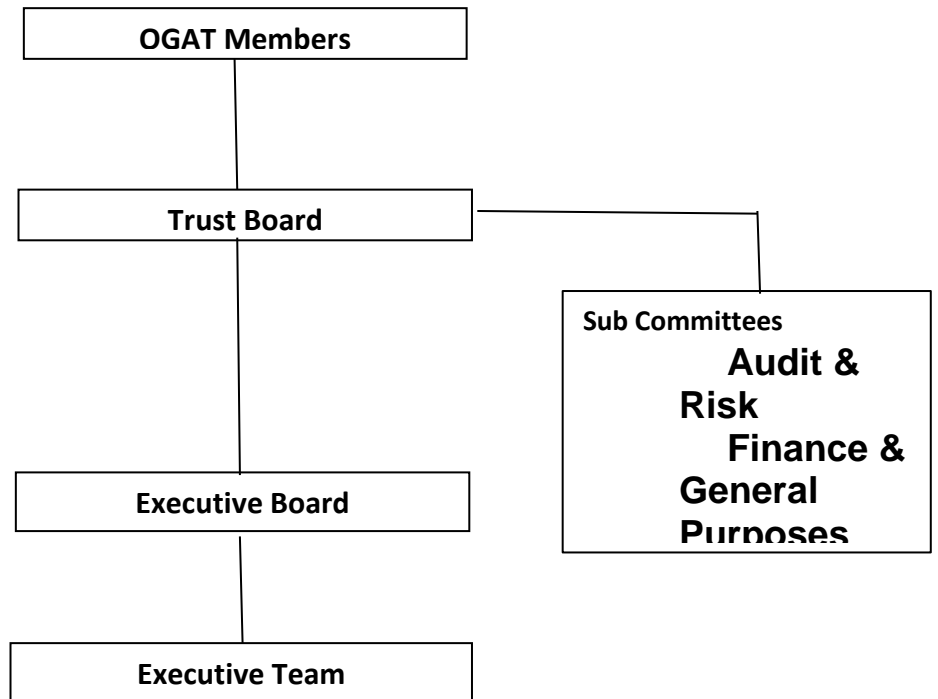 OGAT Members
Trust Board
Sub Committees
Audit &
Risk
Finance &
General
Purposes
Executive Board
Executive Team